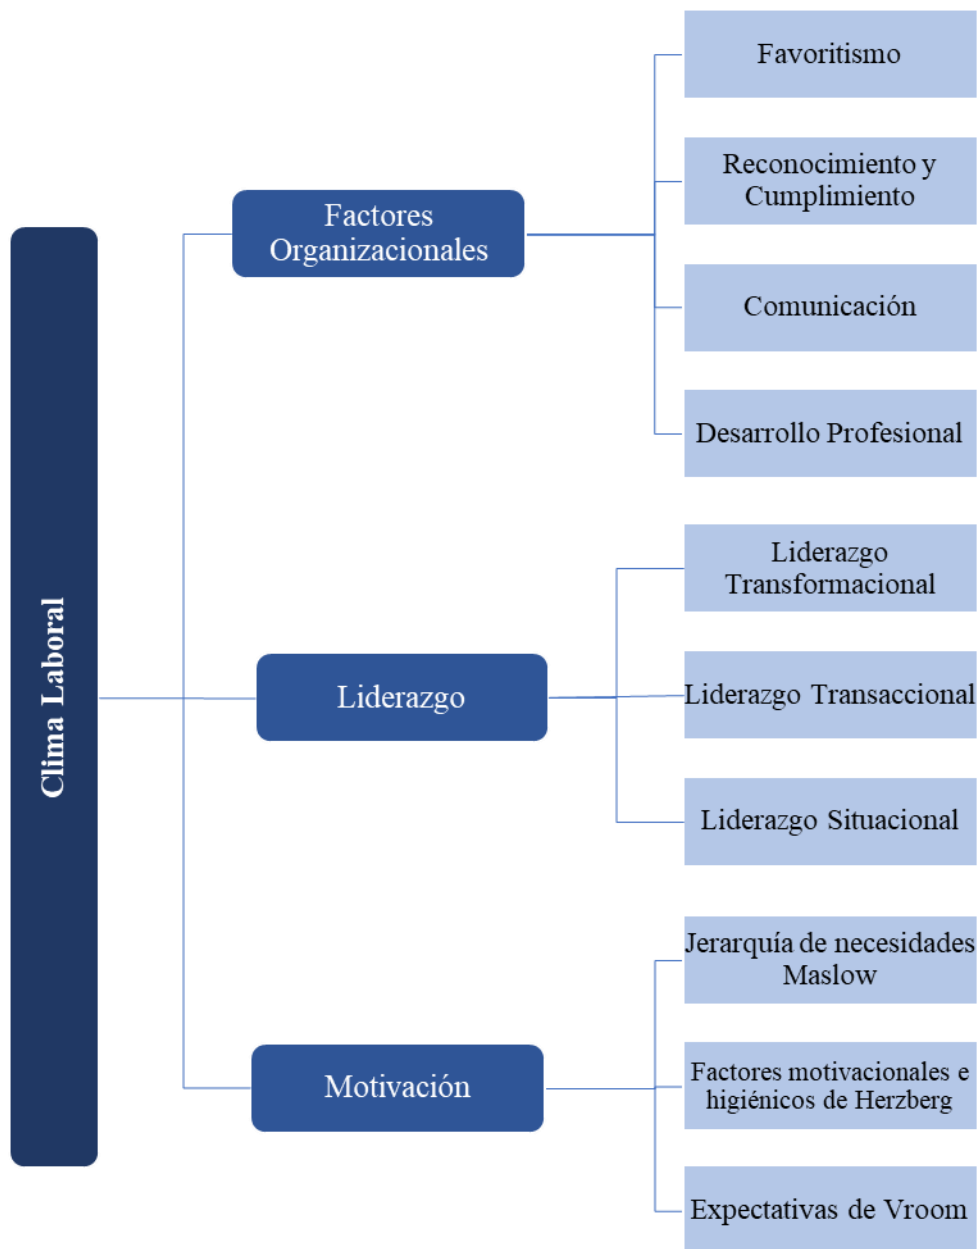 Clima Laboral
Factores
Organizacionales
Favoritismo
Reconocimiento y
Cumplimiento
Comunicación
Desarrollo Profesional
Liderazgo
Liderazgo
Transformacional
Liderazgo Transaccional
Liderazgo Situacional
Motivación
Jerarquía de necesidades
Maslow
Factores motivacionales e
higiénicos de Herzberg
Expectativas de Vroom